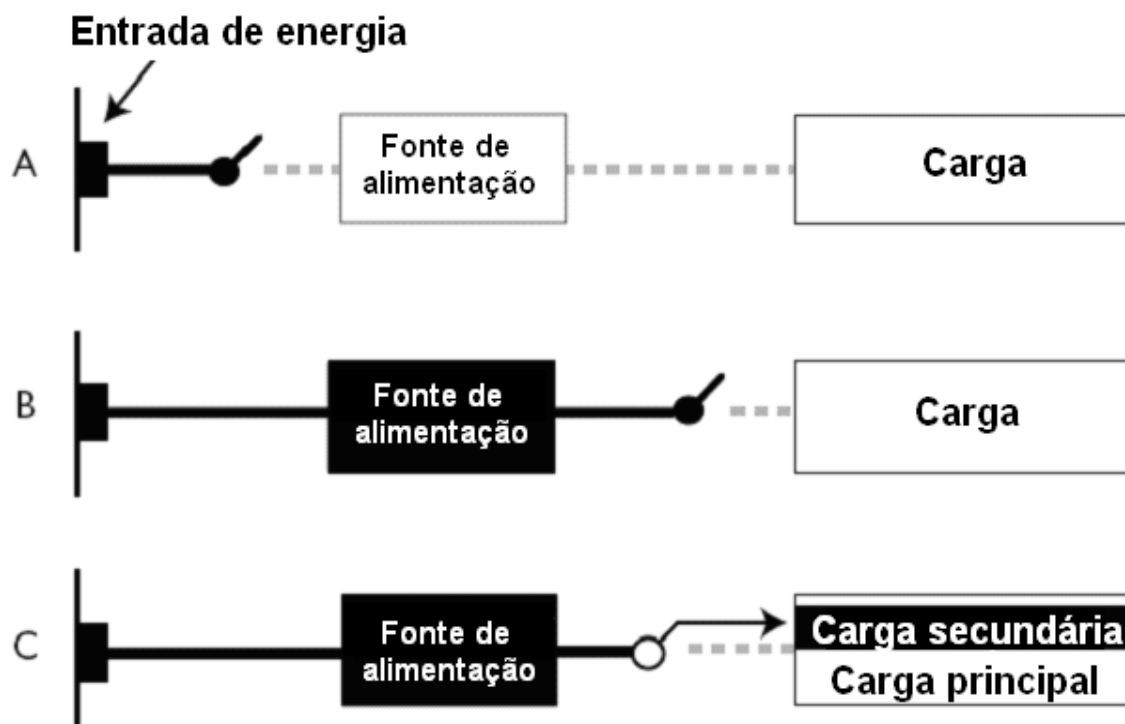 Entrada de energia
A
Fonte de
alimentação
Carga
B
Fonte de
alimentação
Carga
C
Fonte de
alimentação
Carga secundária
Carga principal